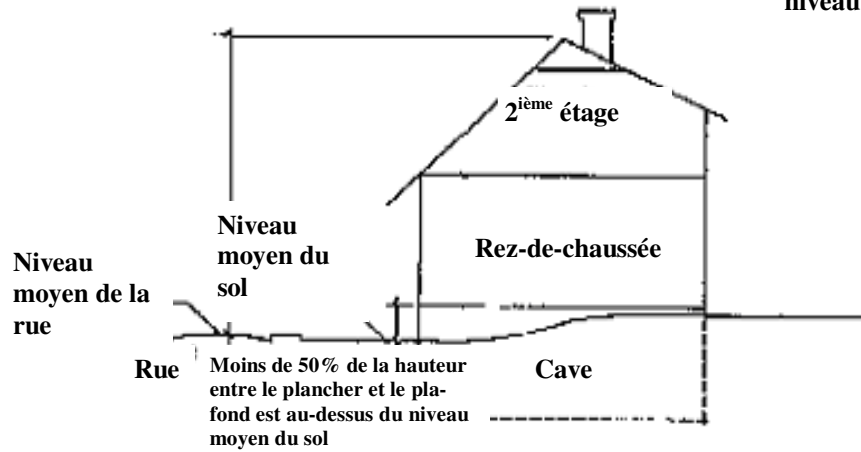 niveau
2ième étage
Niveau
moyen du
sol
Rez-de-chaussée
Niveau
moyen de la
rue
Rue
Moins de 50% de la hauteur
entre le plancher et le pla-
fond est au-dessus du niveau
moyen du sol
Cave